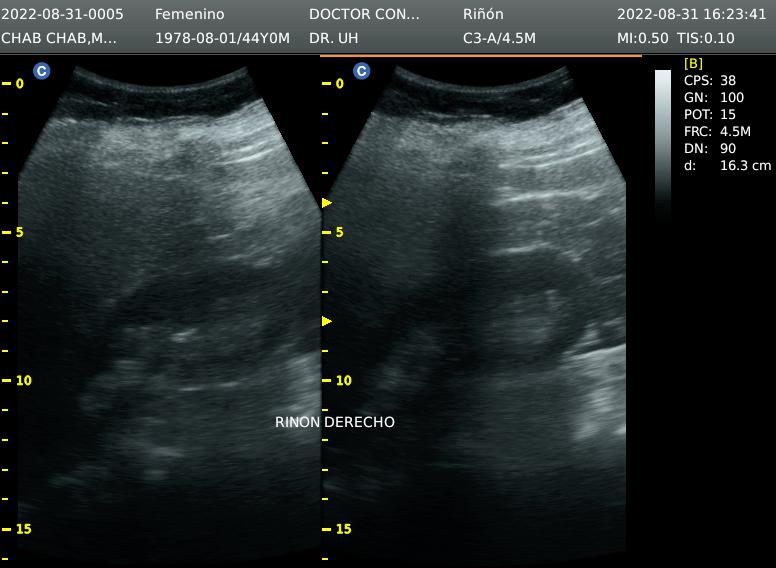 2022-08-31-0005 Femenino DOCTOR CON... Riñón 2022-08-31 16:23:41
CHAB CHAB,M... 1978-08-01/44Y0M DR. UH C3-A/4.5M MI:0.50 TIS:0.10
C C
[B]
CPS: 38
GN: 100
POT: 15
FRC: 4.5M
DN: 90
d: 16.3 cm
0 0
5 5
10 10
RINON DERECHO
15 15